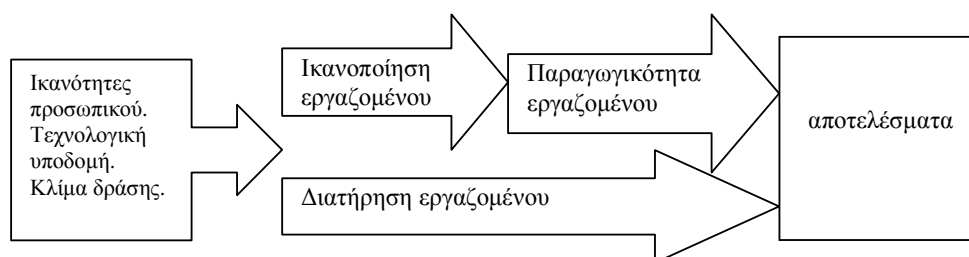 Ικανότητες
προσωπικού.
Τεχνολογική
υποδομή.
Κλίμα δράσης.
Ικανοποίηση
εργαζομένου
Παραγωγικότητα
εργαζομένου
Διατήρηση εργαζομένου
αποτελέσματα